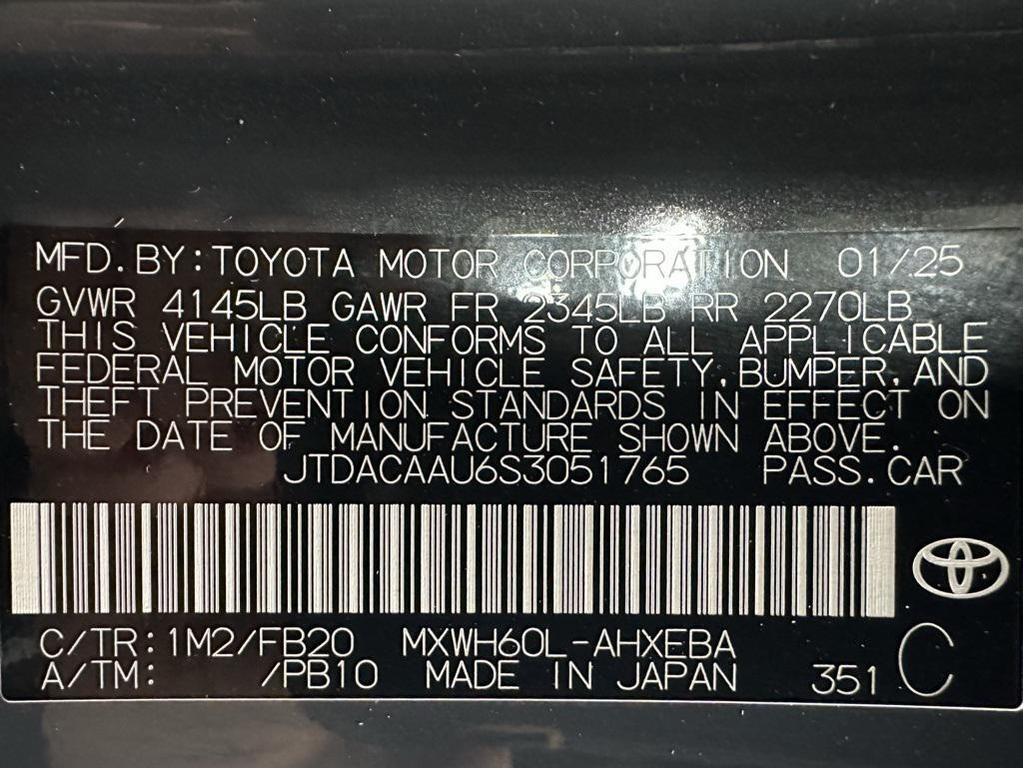 MFD.BY:TOYOTA MOTOR CORPORATION 01/25
GVWR 4145LB GAWR FR 2345LB RR 2270LB
THIS VEHICLE CONFORMS TO ALL APPLICABLE
FEDERAL MOTOR VEHICLE SAFETY,BUMPER,AND
THEFT PREVENTION STANDARDS IN EFFECT ON
THE DATE OF MANUFACTURE SHOWN ABOVE.
JTDACAAU6S3051765 PASS.CAR
C/TR:1M2/FB20 MXWH60L-AHXEBA C
A/TM: /PB10 MADE IN JAPAN 351